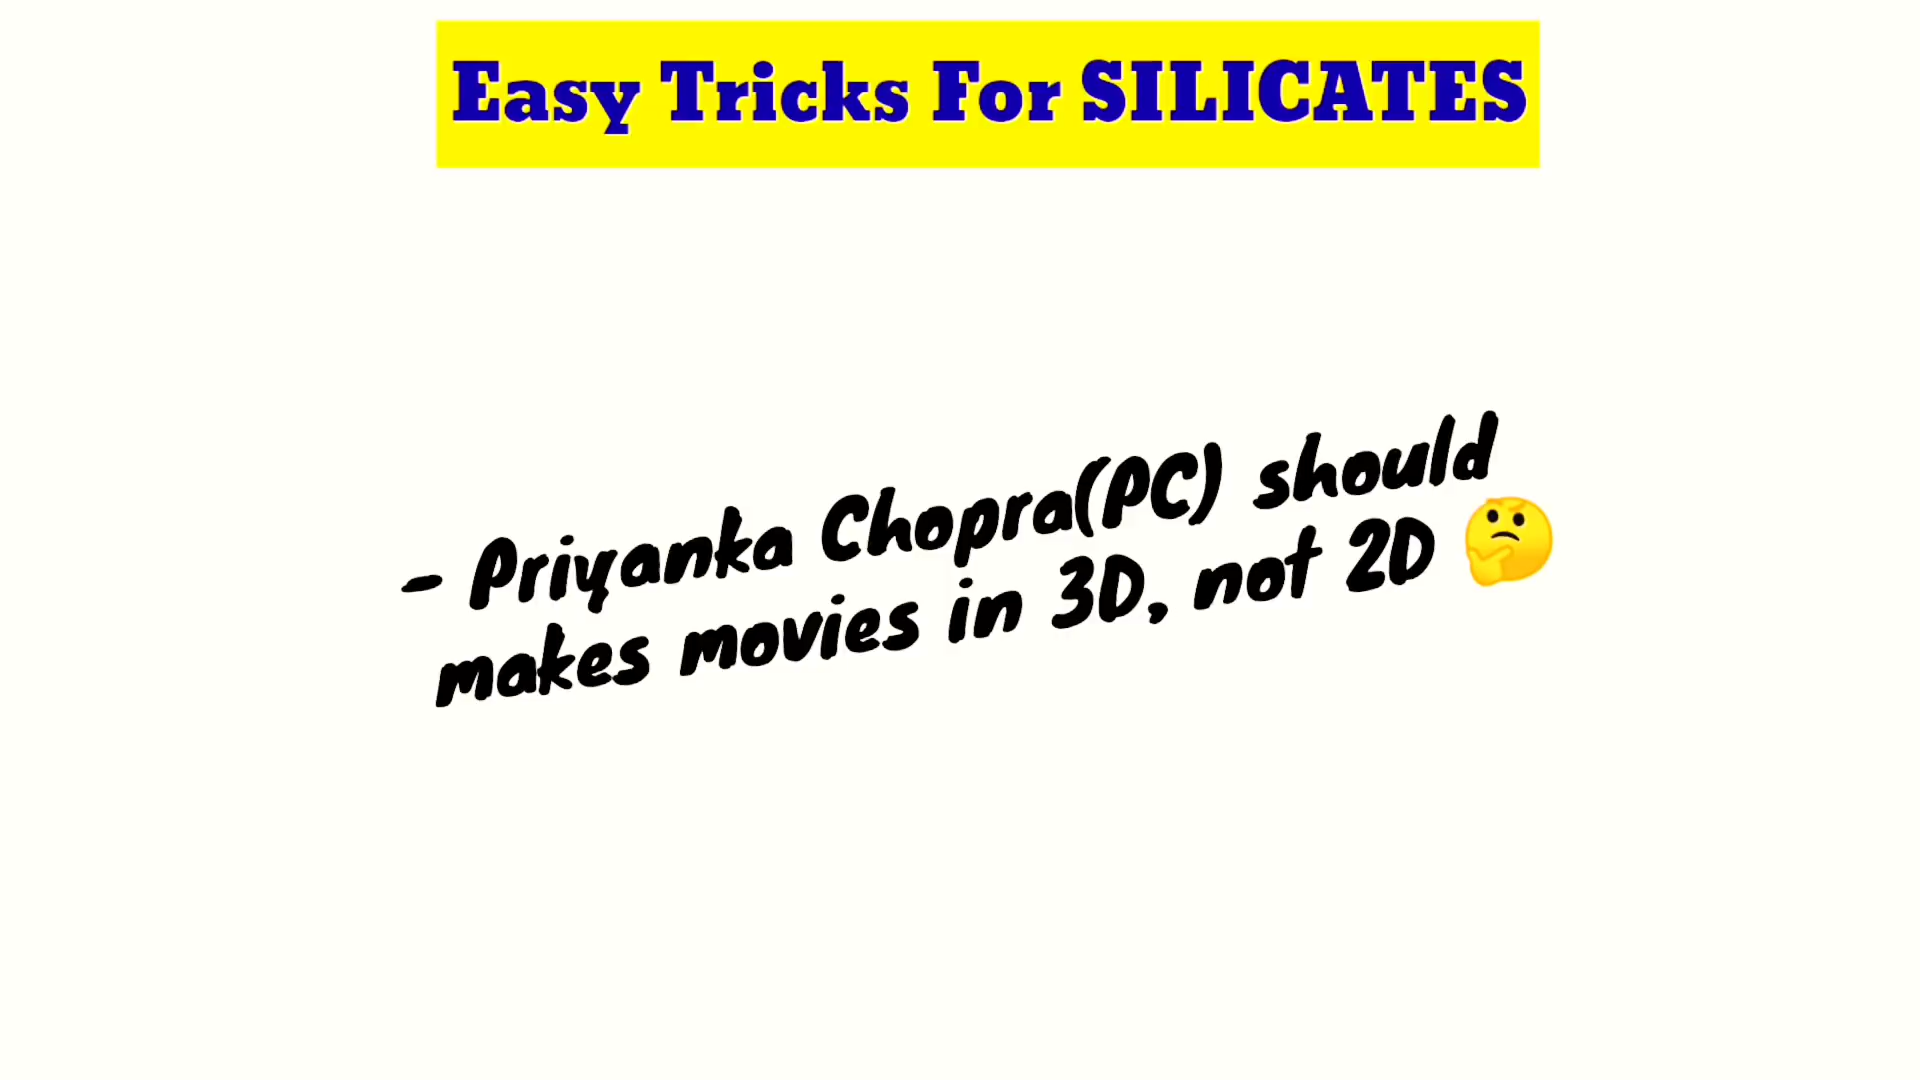 Easy Tricks For SILICATES
- Priyanka Chopra(PC) should
makes movies in 3D, not 2D 🤔